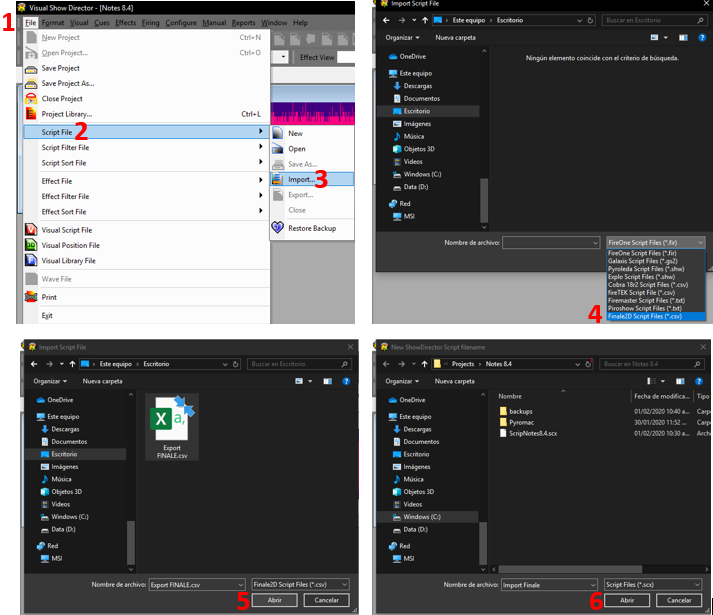 1
Visual Show Director - [Notes 8.4]
File Format Visual Cues Effects Firing Configure Manual Reports Window Help
New Project Ctrl+N
Open Project... Ctrl+O
Save Project
Save Project As...
Close Project
Project Library... Ctrl+L
Script File 2
Script Filter File
Script Sort File
Effect File
Effect Filter File
Effect Sort File
Visual Script File
Visual Position File
Visual Library File
Wave File
Print
Exit
Effect View
New
Open
Save As...
Import... 3
Export...
Close
Restore Backup
Import Script File
Este equipo > Escritorio
Buscar en Escritorio
Organizar Nueva carpeta
OneDrive
Este equipo
Descargas
Documentos
Escritorio
Imágenes
Música
Objetos 3D
Videos
Windows (C:)
Data (D:)
Red
MSI
Ningún elemento coincide con el criterio de búsqueda.
Nombre de archivo:
FireOne Script Files (*.fir)
FireOne Script Files (*.fir)
Galaxis Script Files (*.gs2)
Pyroleda Script Files (*.shw)
Explo Script Files (*.shw)
Cobra 18r2 Script Files (*.csv)
fireTEK Script File (*.csv)
Firemaster Script Files (*.txt)
Piroshow Script Files (*.txt)
4 Finale2D Script Files (*.csv)
Import Script File
Este equipo > Escritorio
Buscar en Escritorio
Organizar Nueva carpeta
OneDrive
Este equipo
Descargas
Documentos
Escritorio
Imágenes
Música
Objetos 3D
Videos
Windows (C:)
Data (D:)
Red
MSI
Export
FINALE.csv
Nombre de archivo: Export FINALE.csv Finale2D Script Files (*.csv)
5 Abrir Cancelar
New ShowDirector Script filename
Projects > Notes 8.4
Buscar en Notes 8.4
Organizar Nueva carpeta
OneDrive
Este equipo
Descargas
Documentos
Escritorio
Imágenes
Música
Objetos 3D
Videos
Windows (C:)
Data (D:)
Red
MSI
Nombre Fecha de modifica... Tipo
backups 01/02/2020 10:40 a... Carpe
Pyromac 30/01/2020 11:52 ... Carpe
ScripNotes8.4.scx 01/02/2020 10:30 a... Archi
Nombre de archivo: Import Finale Script Files (*.scx)
6 Abrir Cancelar